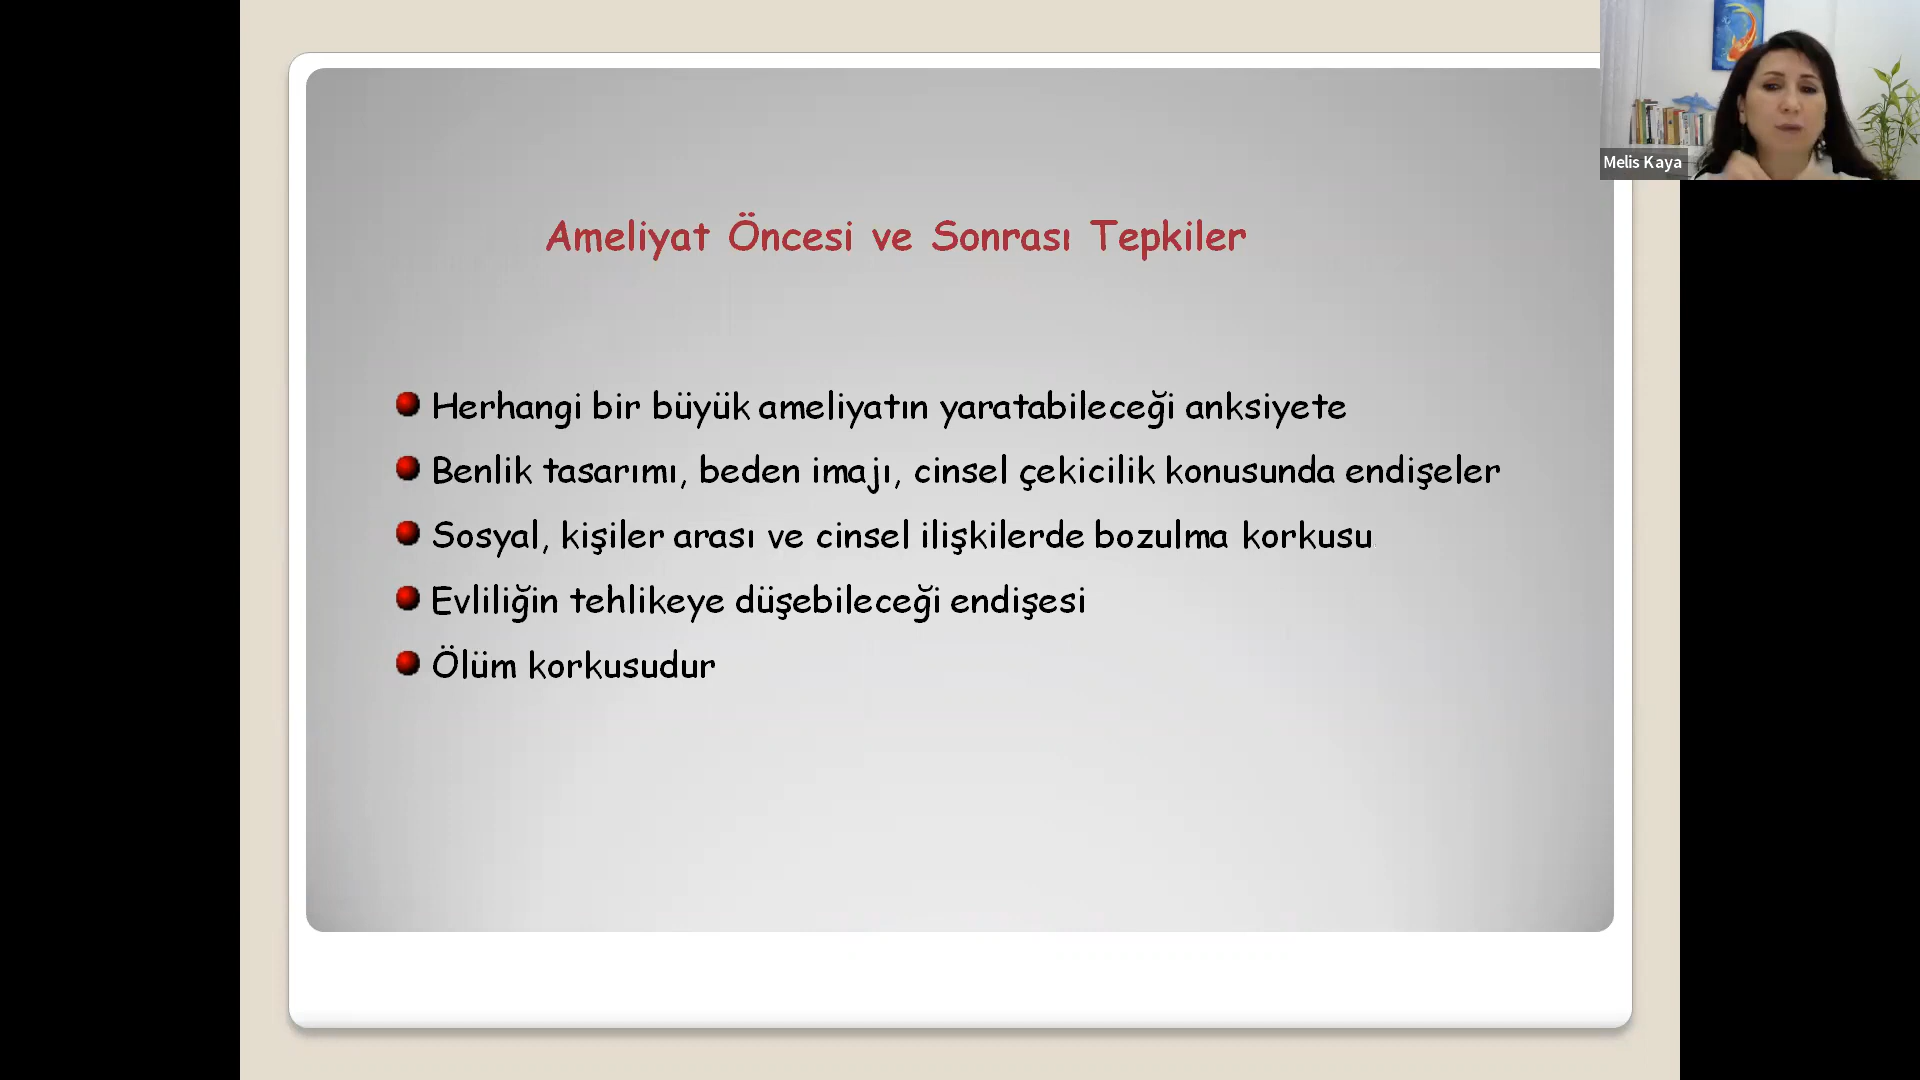 Melis Kaya
Ameliyat Öncesi ve Sonrası Tepkiler
Herhangi bir büyük ameliyatın yaratabileceği anksiyete
Benlik tasarımı, beden imajı, cinsel çekicilik konusunda endişeler
Sosyal, kişiler arası ve cinsel ilişkilerde bozulma korkusu
Evliliğin tehlikeye düşebileceği endişesi
Ölüm korkusudur